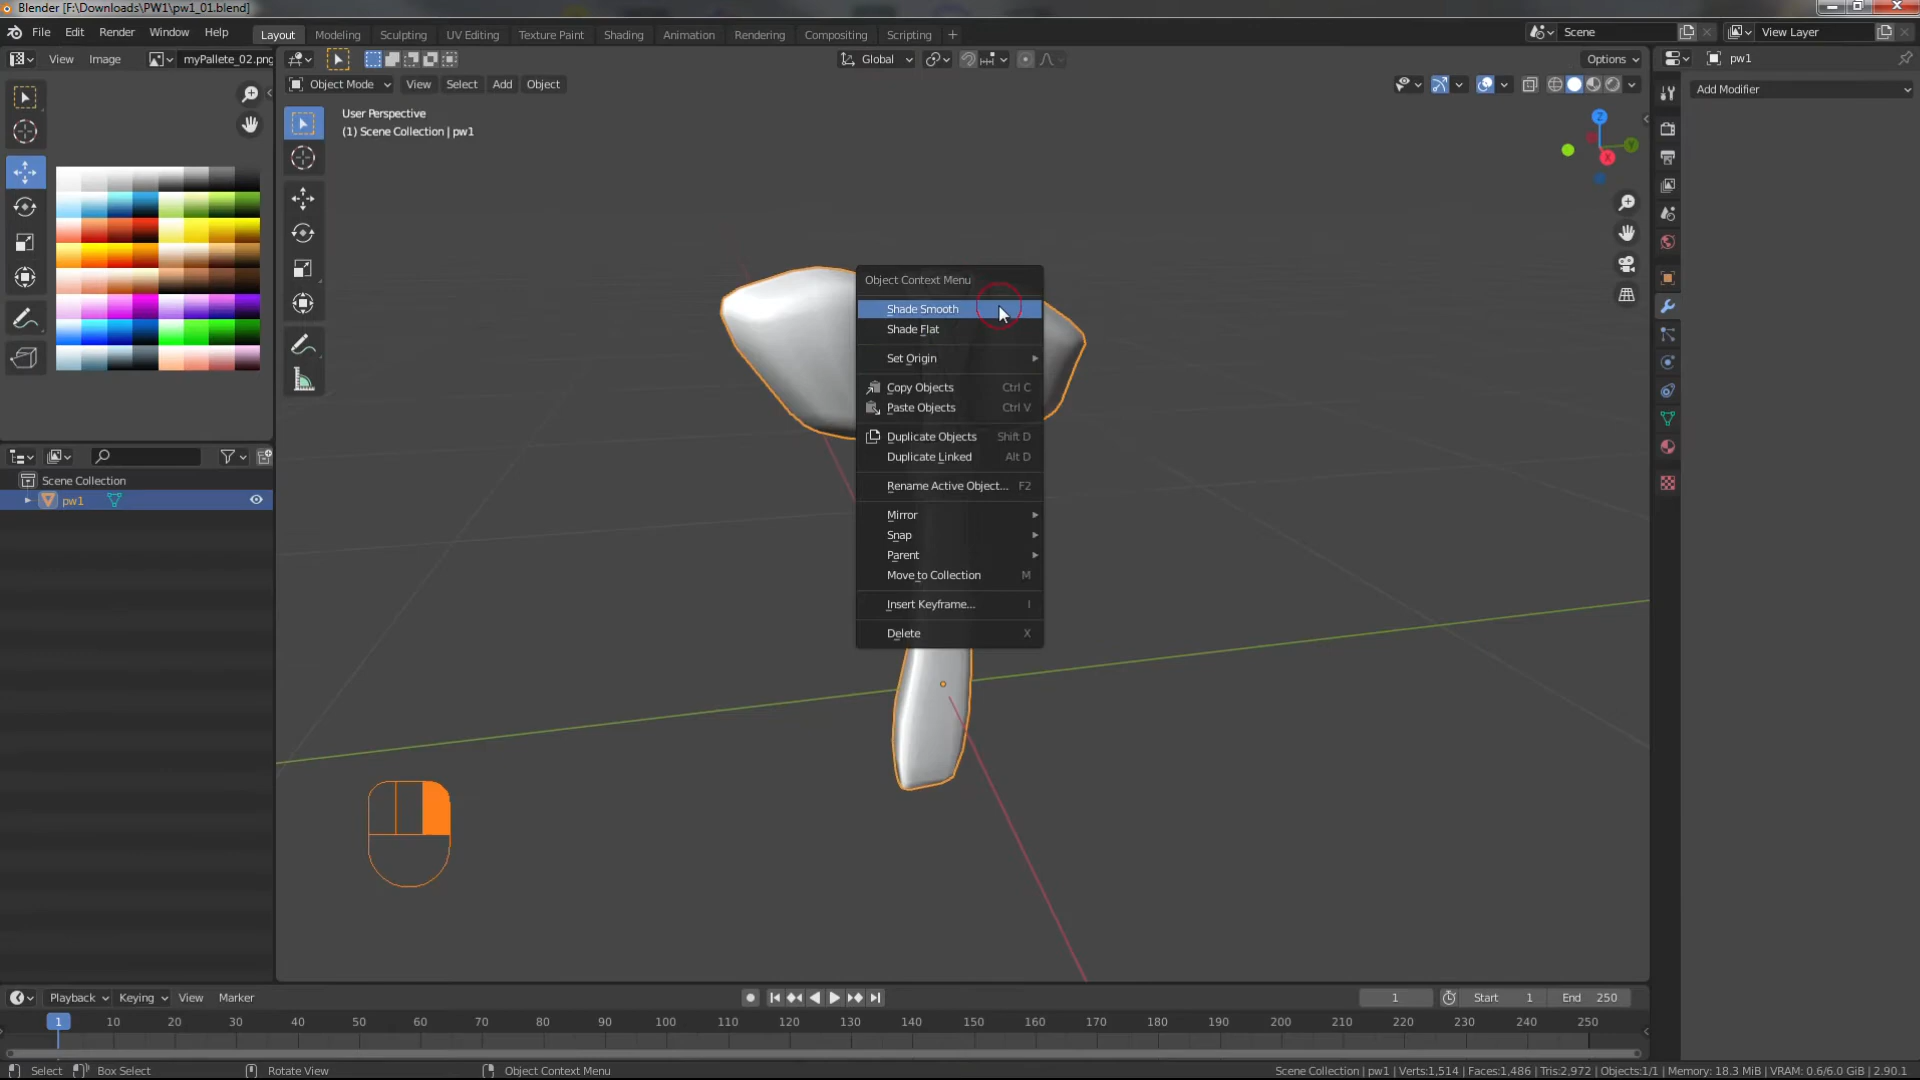 Blender [F:\Downloads\PW1\pw1_01.blend]
File Edit Render Window Help
Layout Modeling Sculpting UV Editing Texture Paint Shading Animation Rendering Compositing Scripting +
Scene
View Layer
View Image myPallete_02.png
Global
Options
pw1
Object Mode View Select Add Object
Add Modifier
User Perspective
(1) Scene Collection | pw1
Z
Y
X
Object Context Menu
Shade Smooth
Shade Flat
Set Origin
Copy Objects Ctrl C
Paste Objects Ctrl V
Duplicate Objects Shift D
Duplicate Linked Alt D
Rename Active Object... F2
Mirror
Snap
Parent
Move to Collection M
Insert Keyframe... I
Delete X
Scene Collection
pw1
Playback Keying View Marker
1 Start 1 End 250
1 10 20 30 40 50 60 70 80 90 100 110 120 130 140 150 160 170 180 190 200 210 220 230 240 250
Select Box Select Rotate View Object Context Menu
Scene Collection | pw1 | Verts:1,514 | Faces:1,486 | Tris:2,972 | Objects:1/1 | Memory: 18.3 MiB | VRAM: 0.6/6.0 GiB | 2.90.1